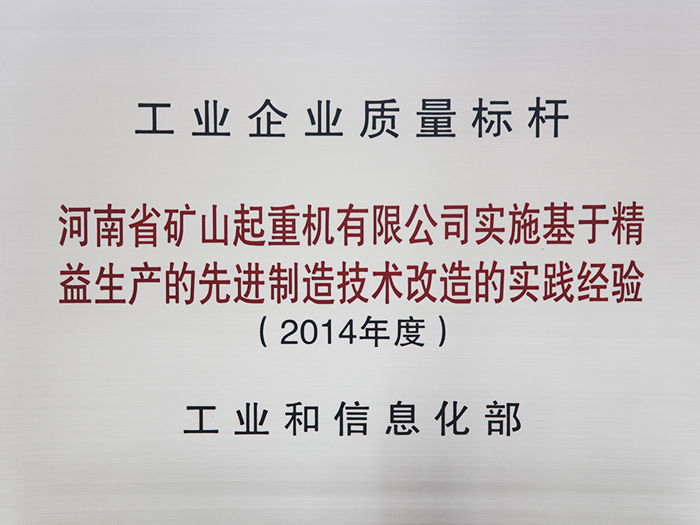 工业企业质量标杆
河南省矿山起重机有限公司实施基于精
益生产的先进制造技术改造的实践经验
（2014年度）
工业和信息化部